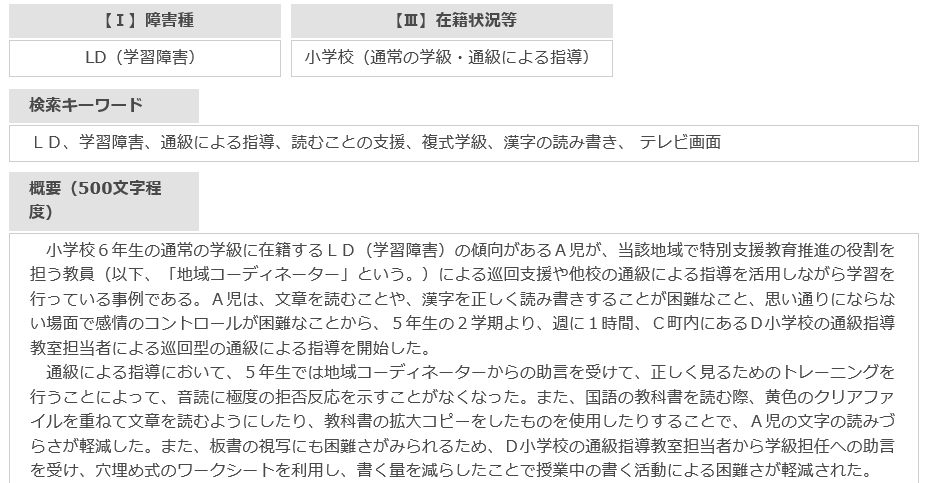 【Ⅰ】障害種
【Ⅲ】在籍状況等
LD（学習障害）
小学校（通常の学級・通級による指導）
検索キーワード
ＬＤ、学習障害、通級による指導、読むことの支援、複式学級、漢字の読み書き、 テレビ画面
概要（500文字程
度）
　小学校６年生の通常の学級に在籍するＬＤ（学習障害）の傾向があるＡ児が、当該地域で特別支援教育推進の役割を
担う教員（以下、「地域コーディネーター」という。）による巡回支援や他校の通級による指導を活用しながら学習を
行っている事例である。Ａ児は、文章を読むことや、漢字を正しく読み書きすることが困難なこと、思い通りにならな
い場面で感情のコントロールが困難なことから、５年生の２学期より、週に１時間、Ｃ町内にあるＤ小学校の通級指導
教室担当者による巡回型の通級による指導を開始した。
　通級による指導において、５年生では地域コーディネーターからの助言を受けて、正しく見るためのトレーニングを
行うことによって、音読に極度の拒否反応を示すことがなくなった。また、国語の教科書を読む際、黄色のクリアファ
イルを重ねて文章を読むようにしたり、教科書の拡大コピーをしたものを使用したりすることで、Ａ児の文字の読みづ
らさが軽減した。また、板書の視写にも困難さがみられるため、Ｄ小学校の通級指導教室担当者から学級担任への助言
を受け、穴埋め式のワークシートを利用し、書く量を減らしたことで授業中の書く活動による困難さが軽減された。